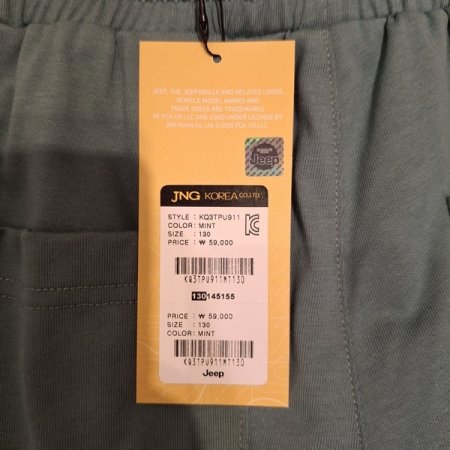 JEEP, THE JEEP GRILLE AND RELATED LOGOS,
VEHICLE MODEL NAMES AND
TRADE DRESS ARE TRADEMARKS
OF FCA US LLC AND USED UNDER LICENSE BY
JNG Korea Co. Ltd. © 2020 FCA US LLC.
Jeep
JNG KOREA CO.,LTD
STYLE : KQ3TPU911
COLOR: MINT
SIZE : 130
PRICE : ₩ 59,000
KQ3TPU911MT130
130145155
PRICE : ₩ 59,000
SIZE : 130
COLOR: MINT
KQ3TPU911MT130
Jeep